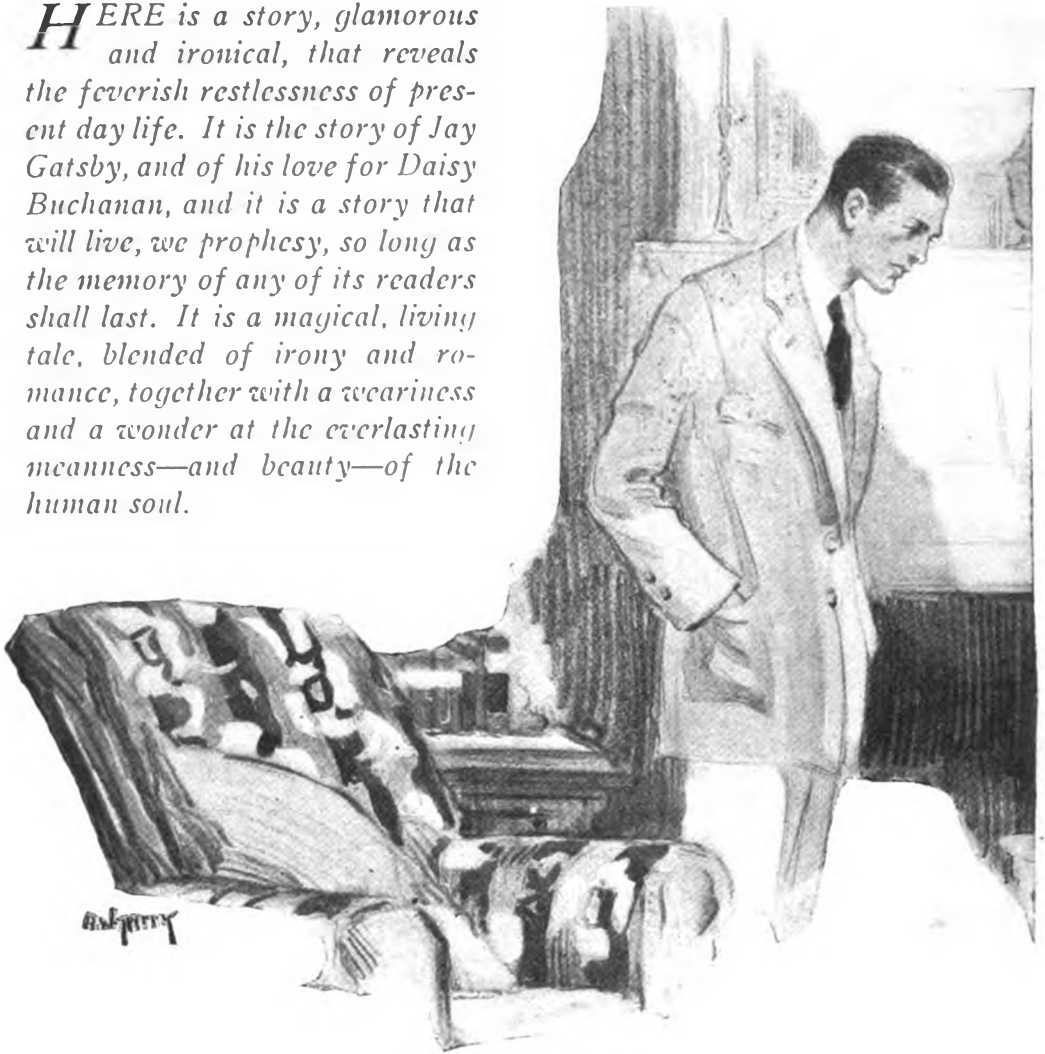 HERE is a story, glamorous
and ironical, that reveals
the feverish restlessness of pres-
ent day life. It is the story of Jay
Gatsby, and of his love for Daisy
Buchanan, and it is a story that
will live, we prophesy, so long as
the memory of any of its readers
shall last. It is a magical, living
tale, blended of irony and ro-
mance, together with a weariness
and a wonder at the everlasting
meanness—and beauty—of the
human soul.